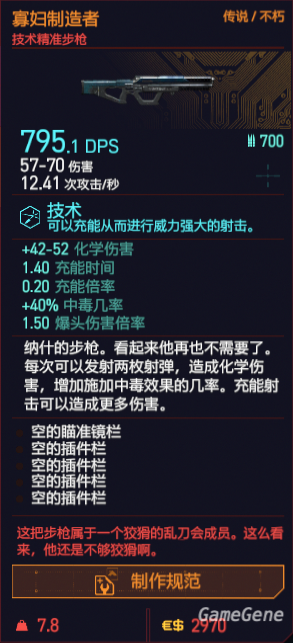 寡妇制造者
传说 / 不朽
技术精准步枪
795.1 DPS
700
57-70 伤害
12.41 次攻击/秒
技术
可以充能从而进行威力强大的射击。
+42-52 化学伤害
1.40 充能时间
0.20 充能倍率
+40% 中毒几率
1.50 爆头伤害倍率
纳什的步枪。看起来他再也不需要了。
每次可以发射两枚射弹，造成化学伤
害，增加施加中毒效果的几率。充能射
击可以造成更多伤害。
空的瞄准镜栏
空的插件栏
空的插件栏
空的插件栏
空的插件栏
这把步枪属于一个狡猾的乱刀会成员。这么看
来，他还是不够狡猾啊。
制作规范
7.8
€$ 2970
GameGene